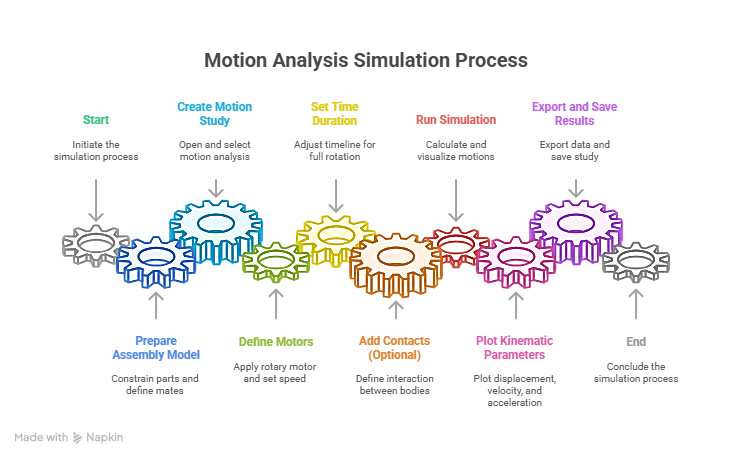 Motion Analysis Simulation Process
Start
Initiate the
simulation process
Create Motion
Study
Open and select
motion analysis
Set Time
Duration
Adjust timeline for
full rotation
Run Simulation
Calculate and
visualize motions
Export and Save
Results
Export data and
save study
Prepare
Assembly Model
Constrain parts and
define mates
Define Motors
Apply rotary motor
and set speed
Add Contacts
(Optional)
Define interaction
between bodies
Plot Kinematic
Parameters
Plot displacement,
velocity, and
acceleration
End
Conclude the
simulation process
Made with Napkin